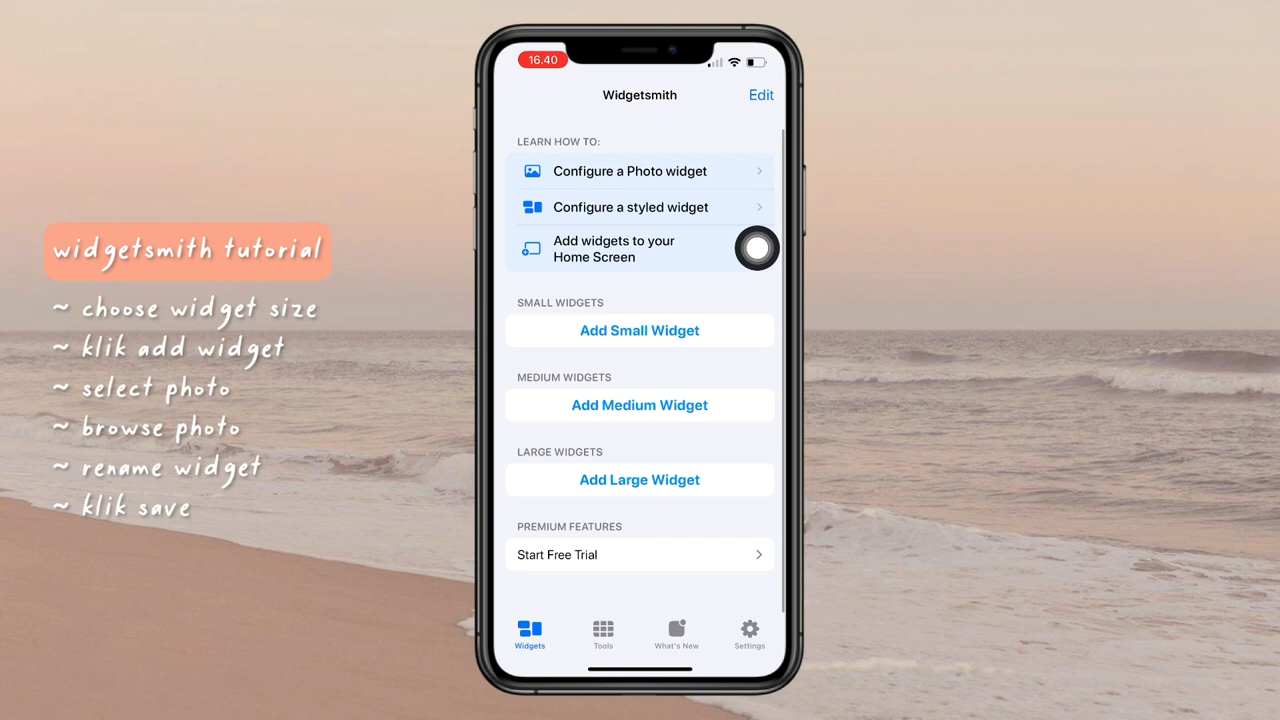 widgetsmith tutorial
~ choose widget size
~ klik add widget
~ select photo
~ browse photo
~ rename widget
~ klik save
16.40
Widgetsmith
Edit
LEARN HOW TO:
Configure a Photo widget
Configure a styled widget
Add widgets to your
Home Screen
SMALL WIDGETS
Add Small Widget
MEDIUM WIDGETS
Add Medium Widget
LARGE WIDGETS
Add Large Widget
PREMIUM FEATURES
Start Free Trial
Widgets
Tools
What's New
Settings